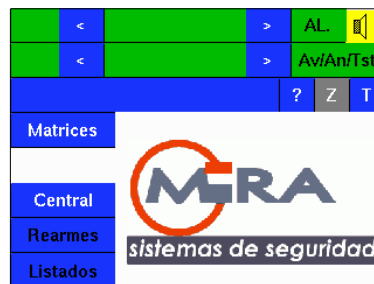 < > AL.
< > Av/An/Tst
? Z T
Matrices
Central
Rearmes
Listados
MiRA
sistemas de seguridad